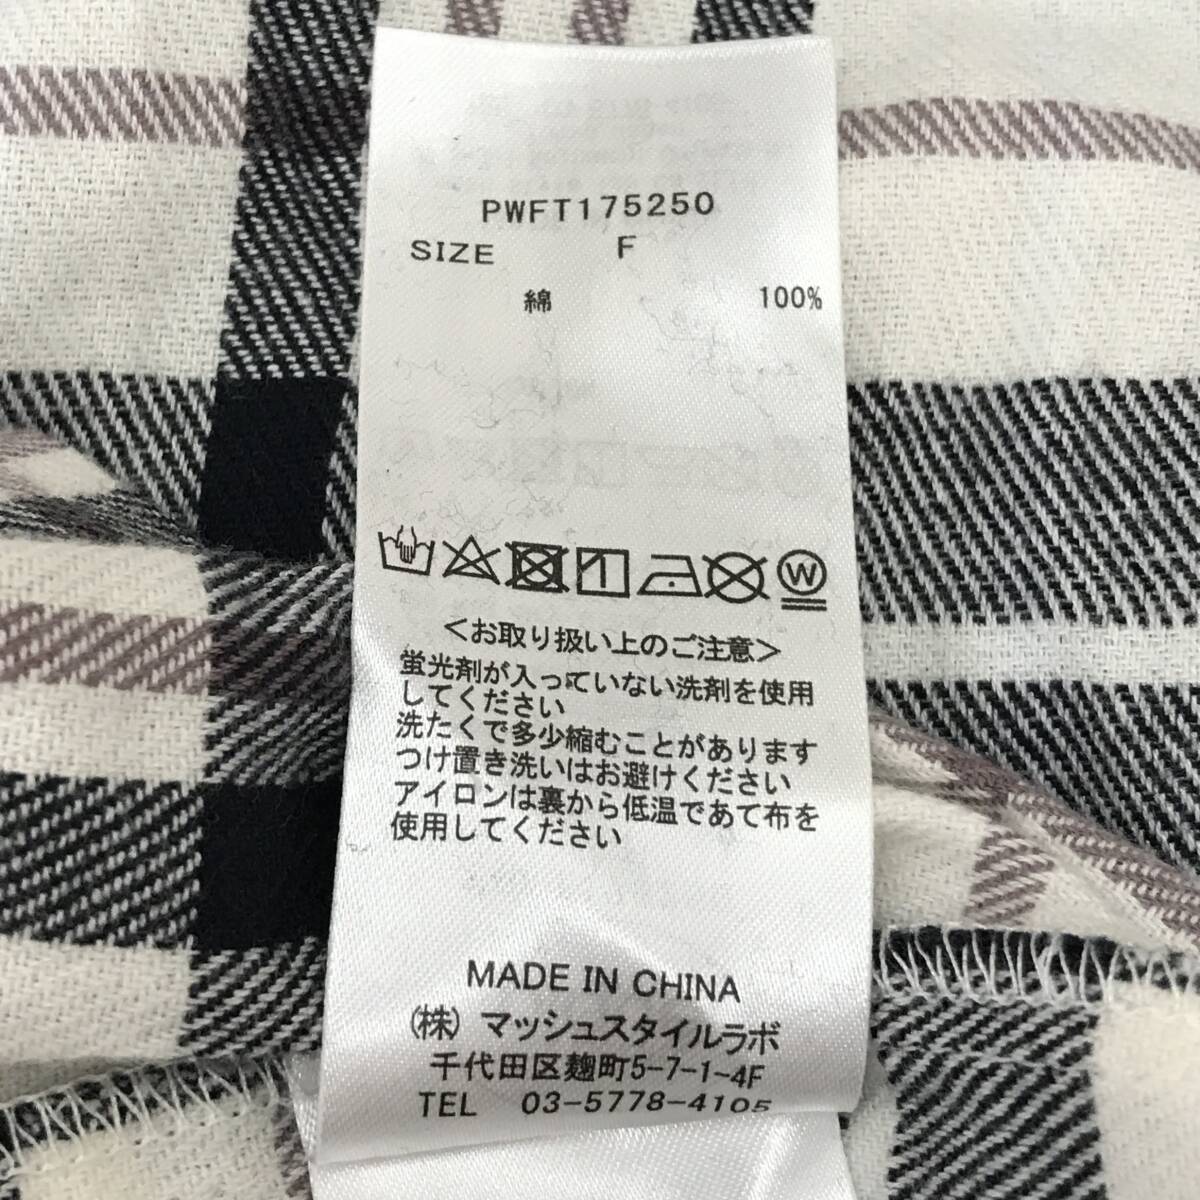 PWFT175250
SIZE F
綿 100%
W
<お取り扱い上のご注意>
蛍光剤が入っていない洗剤を使用
してください
洗たくで多少縮むことがあります
つけ置き洗いはお避けください
アイロンは裏から低温であて布を
使用してください
MADE IN CHINA
(株) マッシュスタイルラボ
千代田区麹町5-7-1-4F
TEL 03-5778-4105